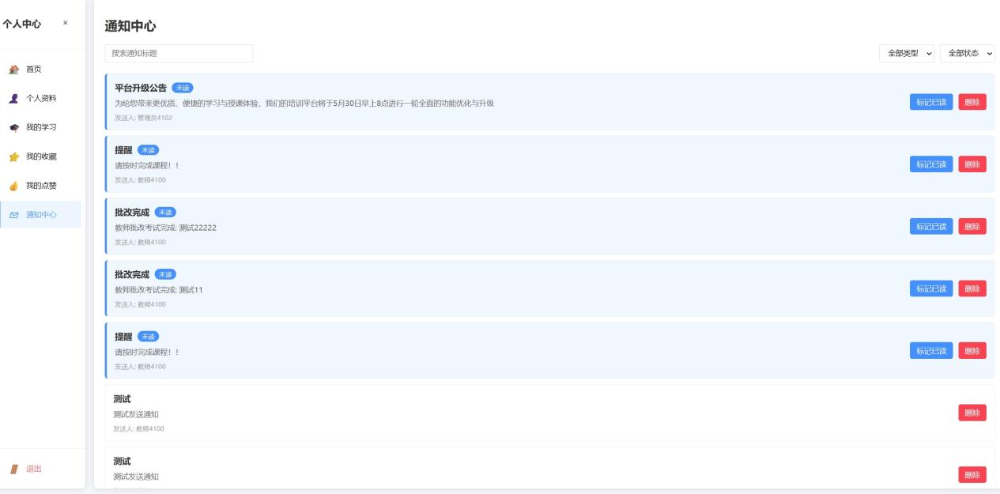 个人中心 ×
首页
个人资料
我的学习
我的收藏
我的点赞
通知中心
退出
通知中心
搜索通知标题
全部类型 全部状态
平台升级公告 未读
为给您带来更优质、便捷的学习与授课体验，我们的培训平台将于5月30日早上8点进行一轮全面的功能优化与升级
发送人: 管理员4102
标记已读 删除
提醒 未读
请按时完成课程！！
发送人: 教师4100
标记已读 删除
批改完成 未读
教师批改考试完成: 测试22222
发送人: 教师4100
标记已读 删除
批改完成 未读
教师批改考试完成: 测试11
发送人: 教师4100
标记已读 删除
提醒 未读
请按时完成课程！！
发送人: 教师4100
标记已读 删除
测试
测试发送通知
发送人: 教师4100
删除
测试
测试发送通知
删除